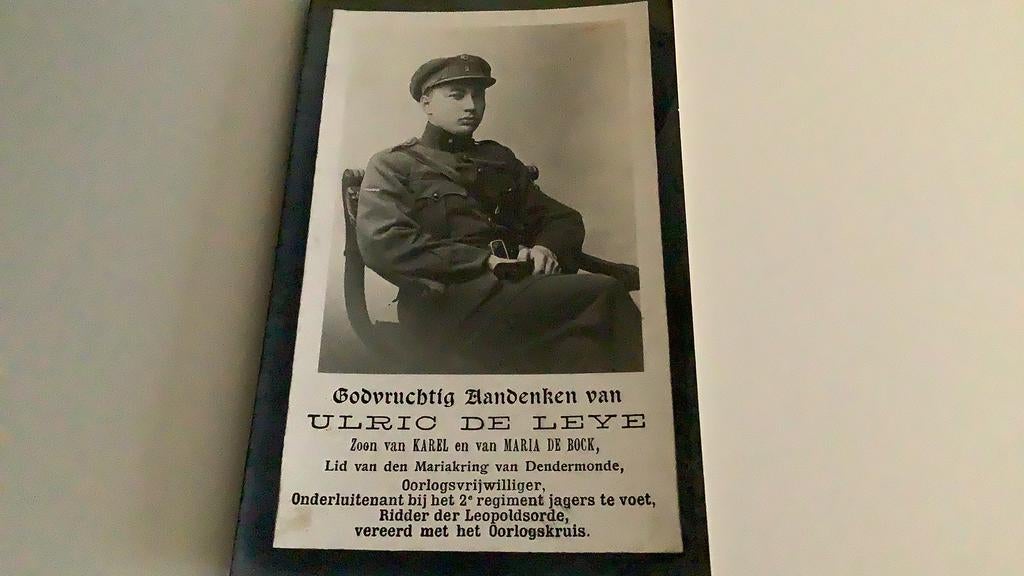 Godvruchtig Aandenken van
ULRIC DE LEYE
Zoon van KAREL en van MARIA DE BOCK,
Lid van den Mariakring van Dendermonde,
Oorlogsvrijwilliger,
Onderluitenant bij het 2e regiment jagers te voet,
Ridder der Leopoldsorde,
vereerd met het Oorlogskruis.